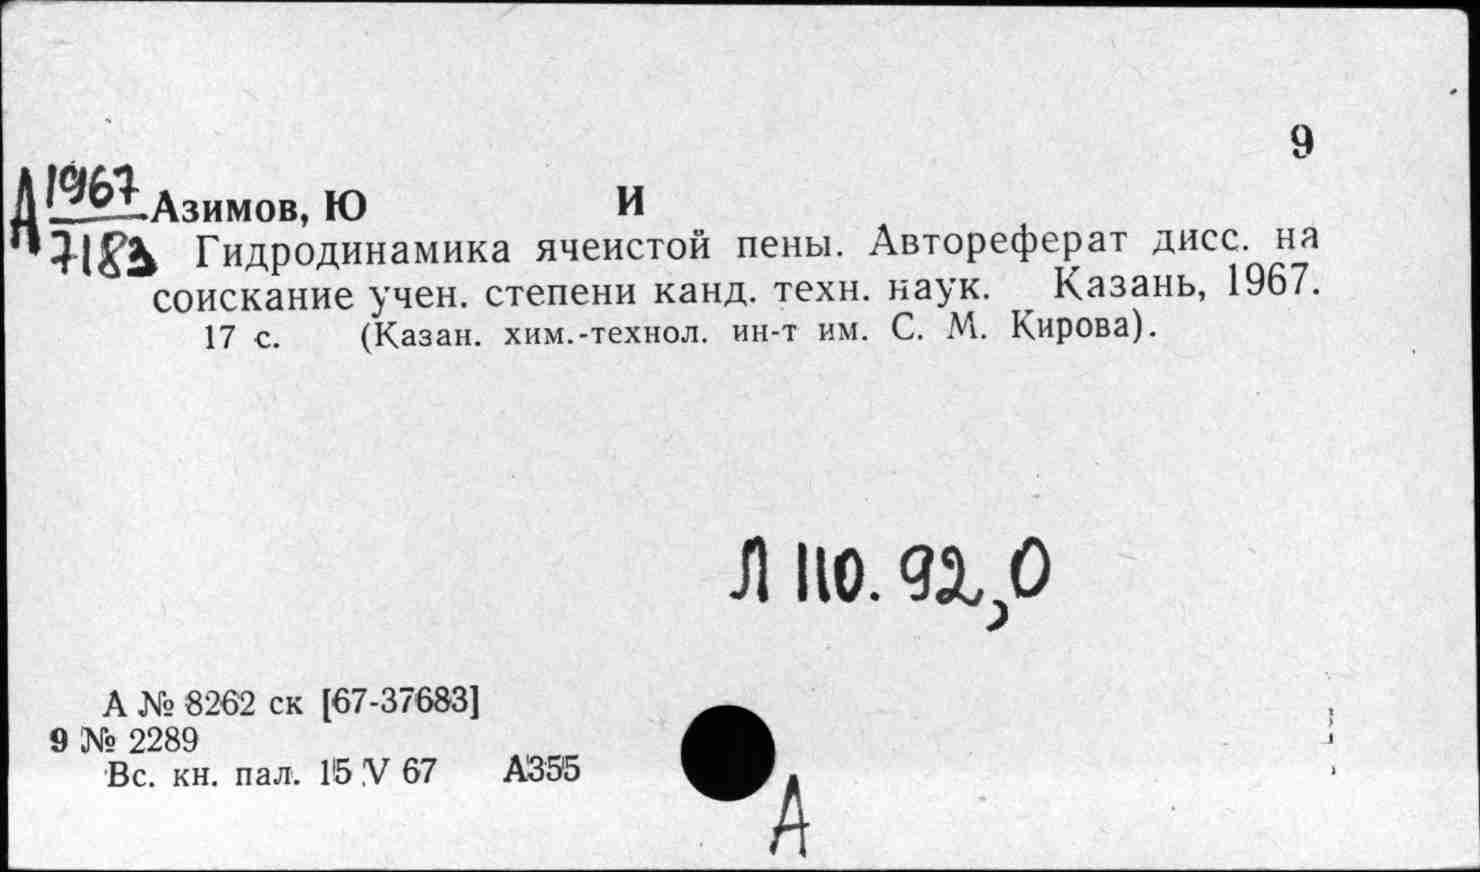 9
А 1967 Азимов, Ю И
7182 Гидродинамика ячеистой пены. Автореферат дисс. на
соискание учен. степени канд. техн. наук. Казань, 1967.
17 с. (Казан. хим.-технол. ин-т им. С. М. Кирова).
Л 110.92,0
А № 8262 ск [67-37683]
9 № 2289
Вс. кн. пал. 15 V 67 А355
А